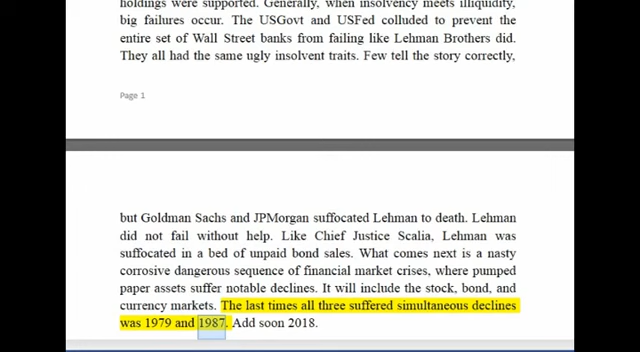 holdings were supported. Generally, when insolvency meets illiquidity,
big failures occur. The USGovt and USFed colluded to prevent the
entire set of Wall Street banks from failing like Lehman Brothers did.
They all had the same ugly insolvent traits. Few tell the story correctly,
Page 1
but Goldman Sachs and JPMorgan suffocated Lehman to death. Lehman
did not fail without help. Like Chief Justice Scalia, Lehman was
suffocated in a bed of unpaid bond sales. What comes next is a nasty
corrosive dangerous sequence of financial market crises, where pumped
paper assets suffer notable declines. It will include the stock, bond, and
currency markets. The last times all three suffered simultaneous declines
was 1979 and 1987. Add soon 2018.